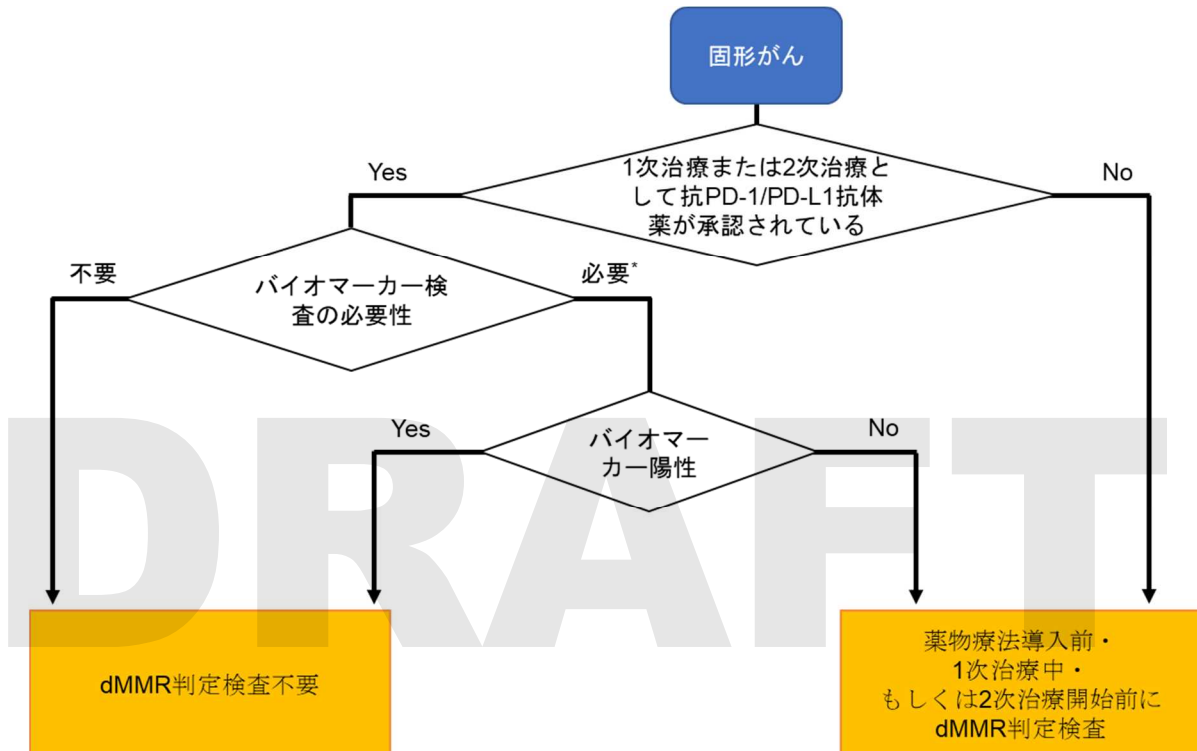 固形がん
1次治療または2次治療と
して抗PD-1/PD-L1抗体
薬が承認されている
Yes
No
バイオマーカー検
査の必要性
不要
必要*
バイオマー
カー陽性
Yes
No
DRAFT
dMMR判定検査不要
薬物療法導入前・
1次治療中・
もしくは2次治療開始前に
dMMR判定検査